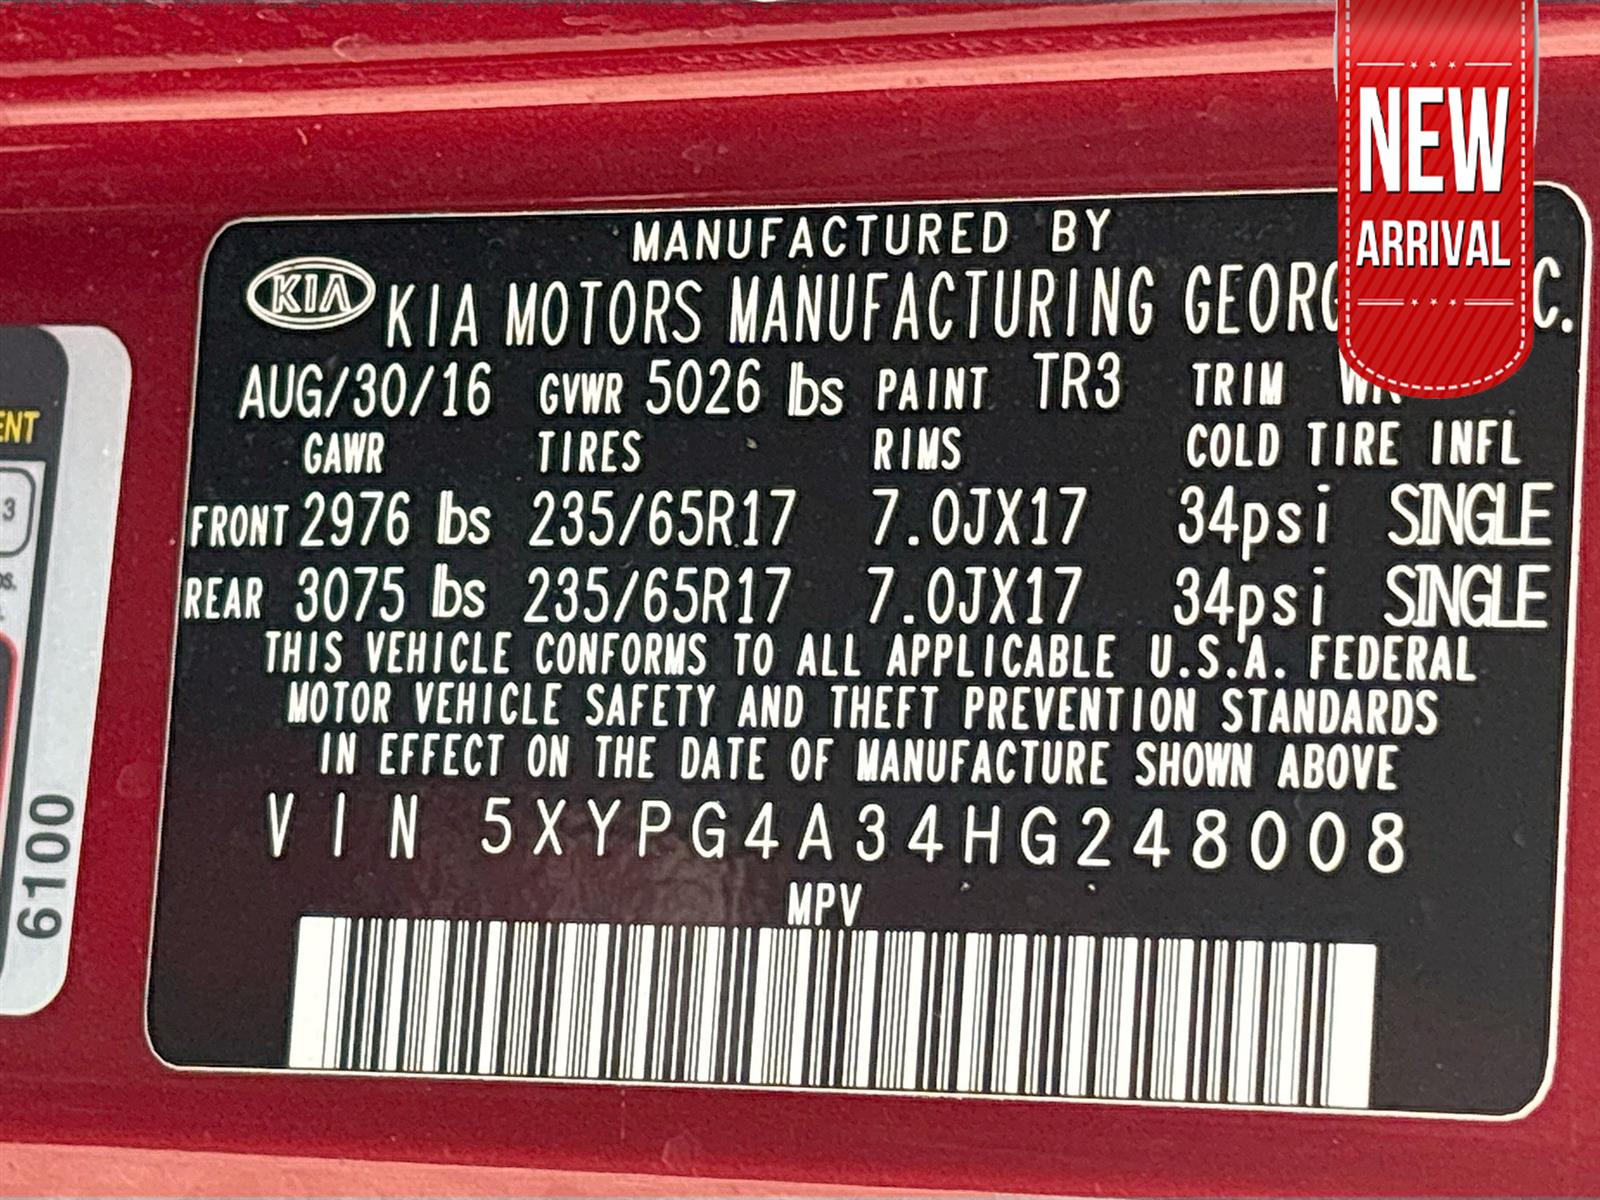 NEW
ARRIVAL
MANUFACTURED BY
KIA KIA MOTORS MANUFACTURING C.
AUG/30/16 GVWR 5026 lbs PAINT TR3 TRIM
GAWR TIRES RIMS COLD TIRE INFL
FRONT 2976 lbs 235/65R17 7.0JX17 34psi SINGLE
REAR 3075 lbs 235/65R17 7.0JX17 34psi SINGLE
THIS VEHICLE CONFORMS TO ALL APPLICABLE U.S.A. FEDERAL
MOTOR VEHICLE SAFETY AND THEFT PREVENTION STANDARDS
IN EFFECT ON THE DATE OF MANUFACTURE SHOWN ABOVE
VIN 5XYPG4A34HG248008
MPV
6100